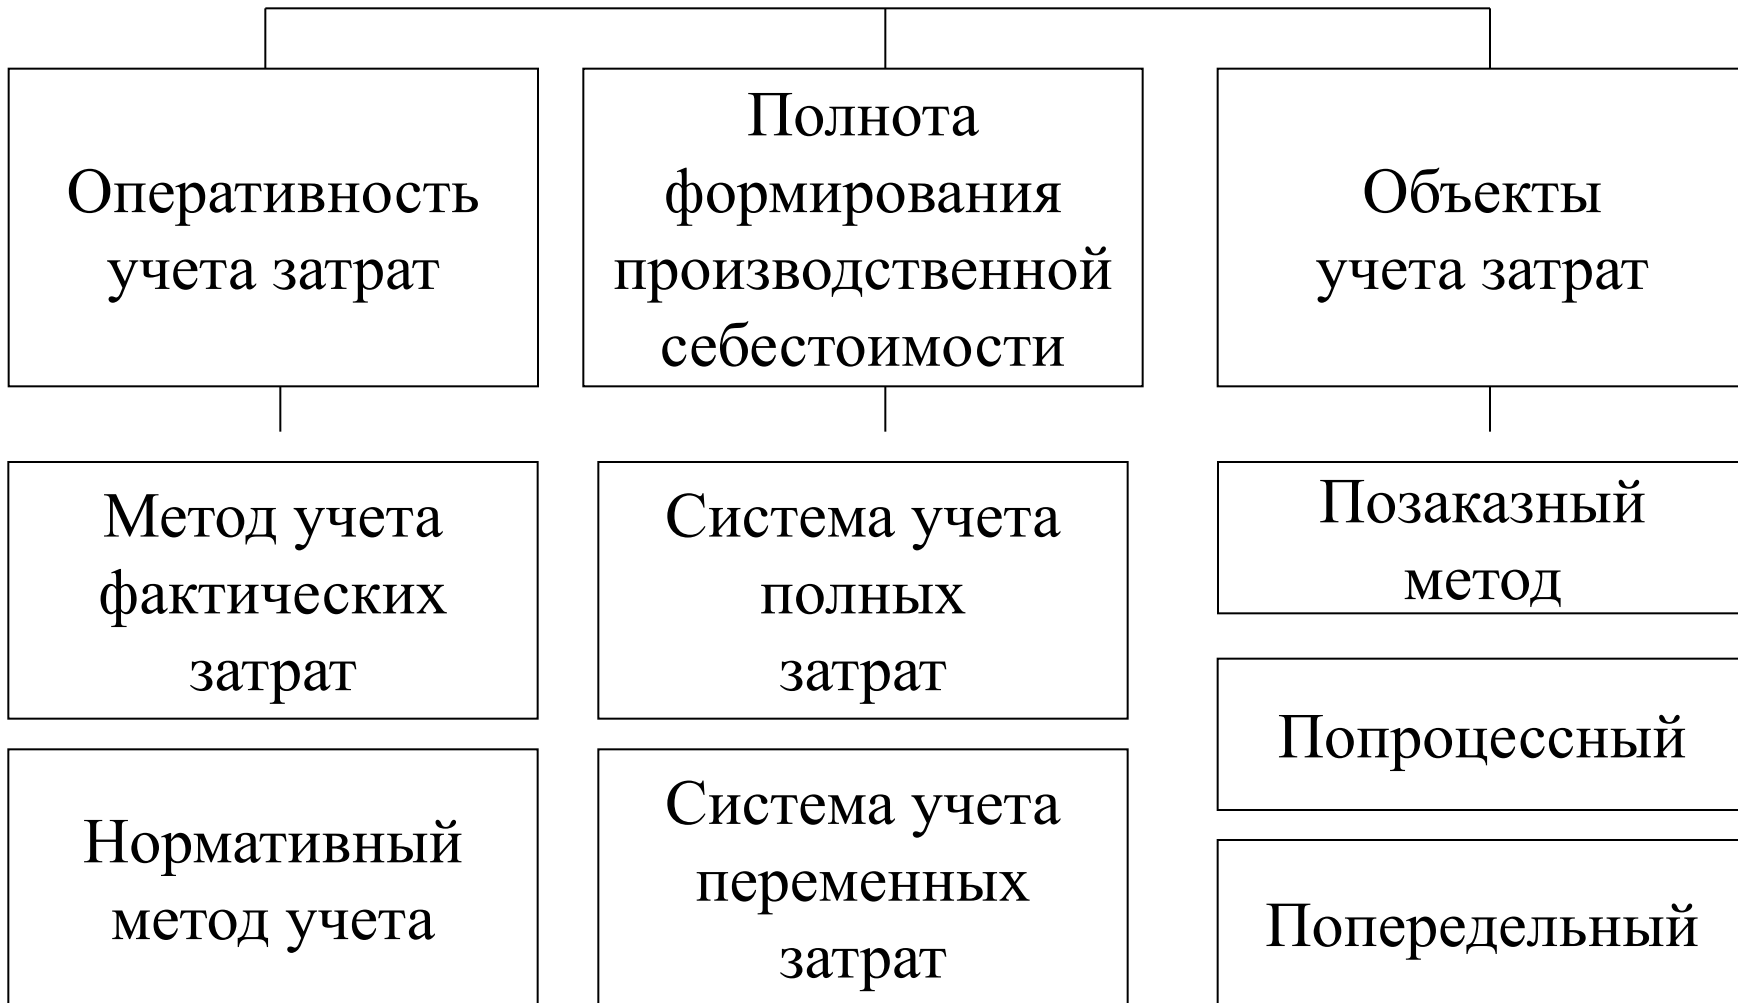 Оперативность
учета затрат
Полнота
формирования
производственной
себестоимости
Объекты
учета затрат
Метод учета
фактических
затрат
Система учета
полных
затрат
Позаказный
метод
Попроцессный
Нормативный
метод учета
Система учета
переменных
затрат
Попередельный